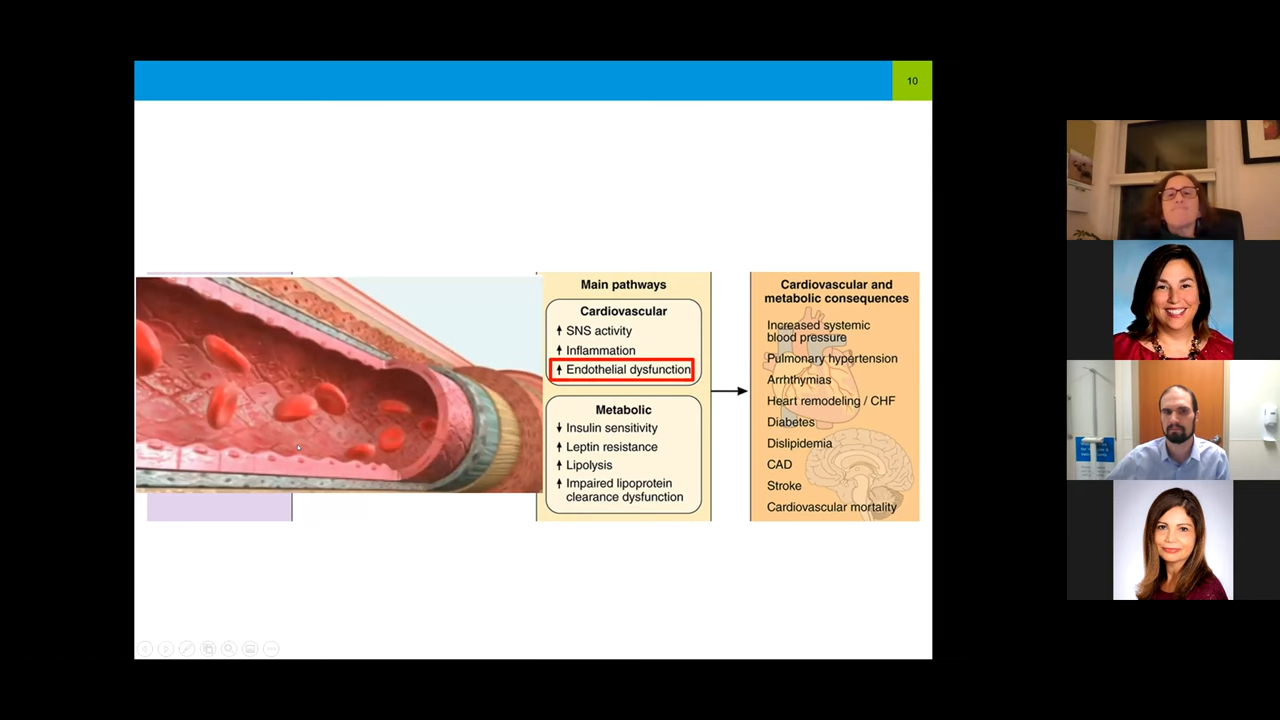 10
Main pathways
Cardiovascular
↑ SNS activity
↑ Inflammation
↑ Endothelial dysfunction
Metabolic
↓ Insulin sensitivity
↑ Leptin resistance
↑ Lipolysis
↑ Impaired lipoprotein
clearance dysfunction
Cardiovascular and
metabolic consequences
Increased systemic
blood pressure
Pulmonary hypertension
Arrhthymias
Heart remodeling / CHF
Diabetes
Dislipidemia
CAD
Stroke
Cardiovascular mortality